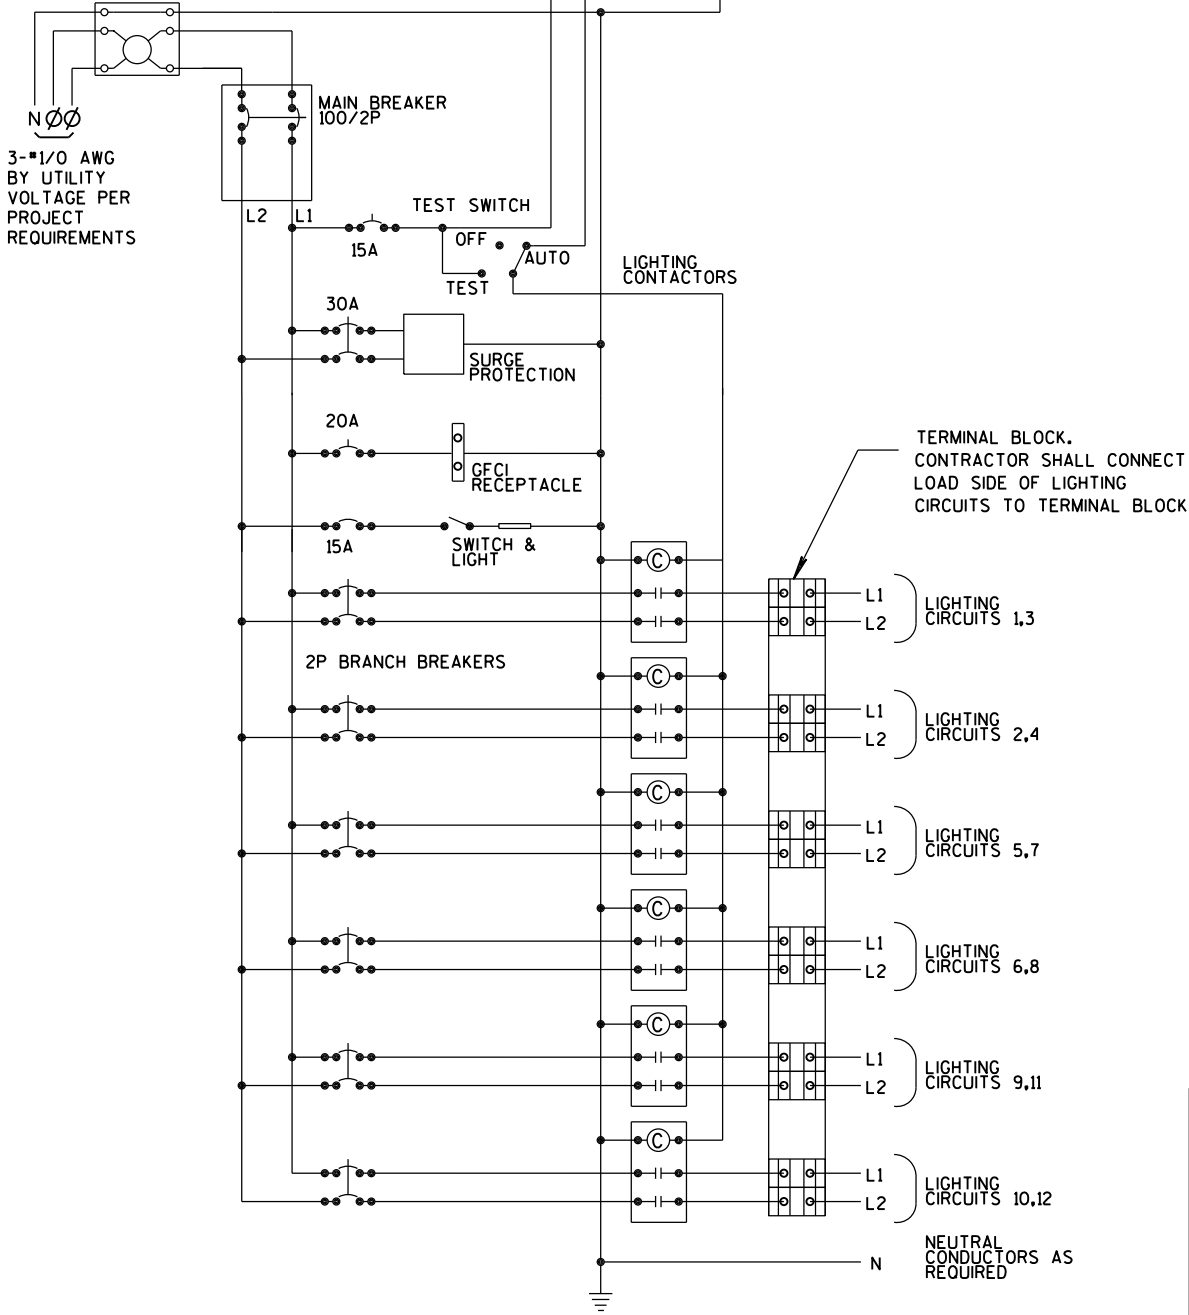 NØØ
3-#1/0 AWG
BY UTILITY
VOLTAGE PER
PROJECT
REQUIREMENTS
MAIN BREAKER
100/2P
L2
L1
TEST SWITCH
15A
OFF
AUTO
TEST
LIGHTING
CONTACTORS
30A
SURGE
PROTECTION
20A
GFCI
RECEPTACLE
15A
SWITCH &
LIGHT
TERMINAL BLOCK.
CONTRACTOR SHALL CONNECT
LOAD SIDE OF LIGHTING
CIRCUITS TO TERMINAL BLOCK
C
L1
L2
LIGHTING
CIRCUITS 1,3
2P BRANCH BREAKERS
C
L1
L2
LIGHTING
CIRCUITS 2,4
C
L1
L2
LIGHTING
CIRCUITS 5,7
C
L1
L2
LIGHTING
CIRCUITS 6,8
C
L1
L2
LIGHTING
CIRCUITS 9,11
C
L1
L2
LIGHTING
CIRCUITS 10,12
N
NEUTRAL
CONDUCTORS AS
REQUIRED